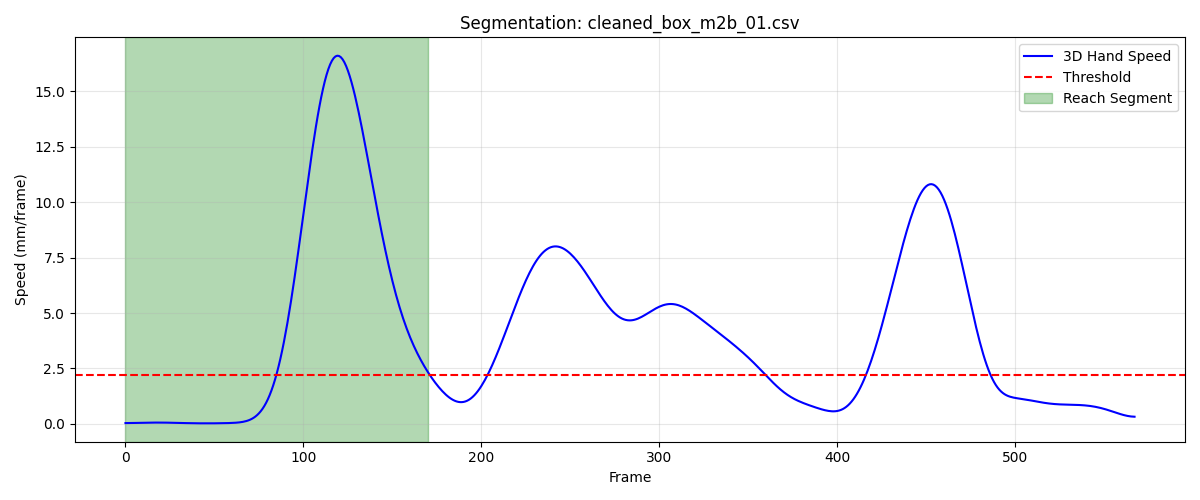 Segmentation: cleaned_box_m2b_01.csv
3D Hand Speed
Threshold
Reach Segment
Speed (mm/frame)
15.0
12.5
10.0
7.5
5.0
2.5
0.0
0 100 200 300 400 500
Frame